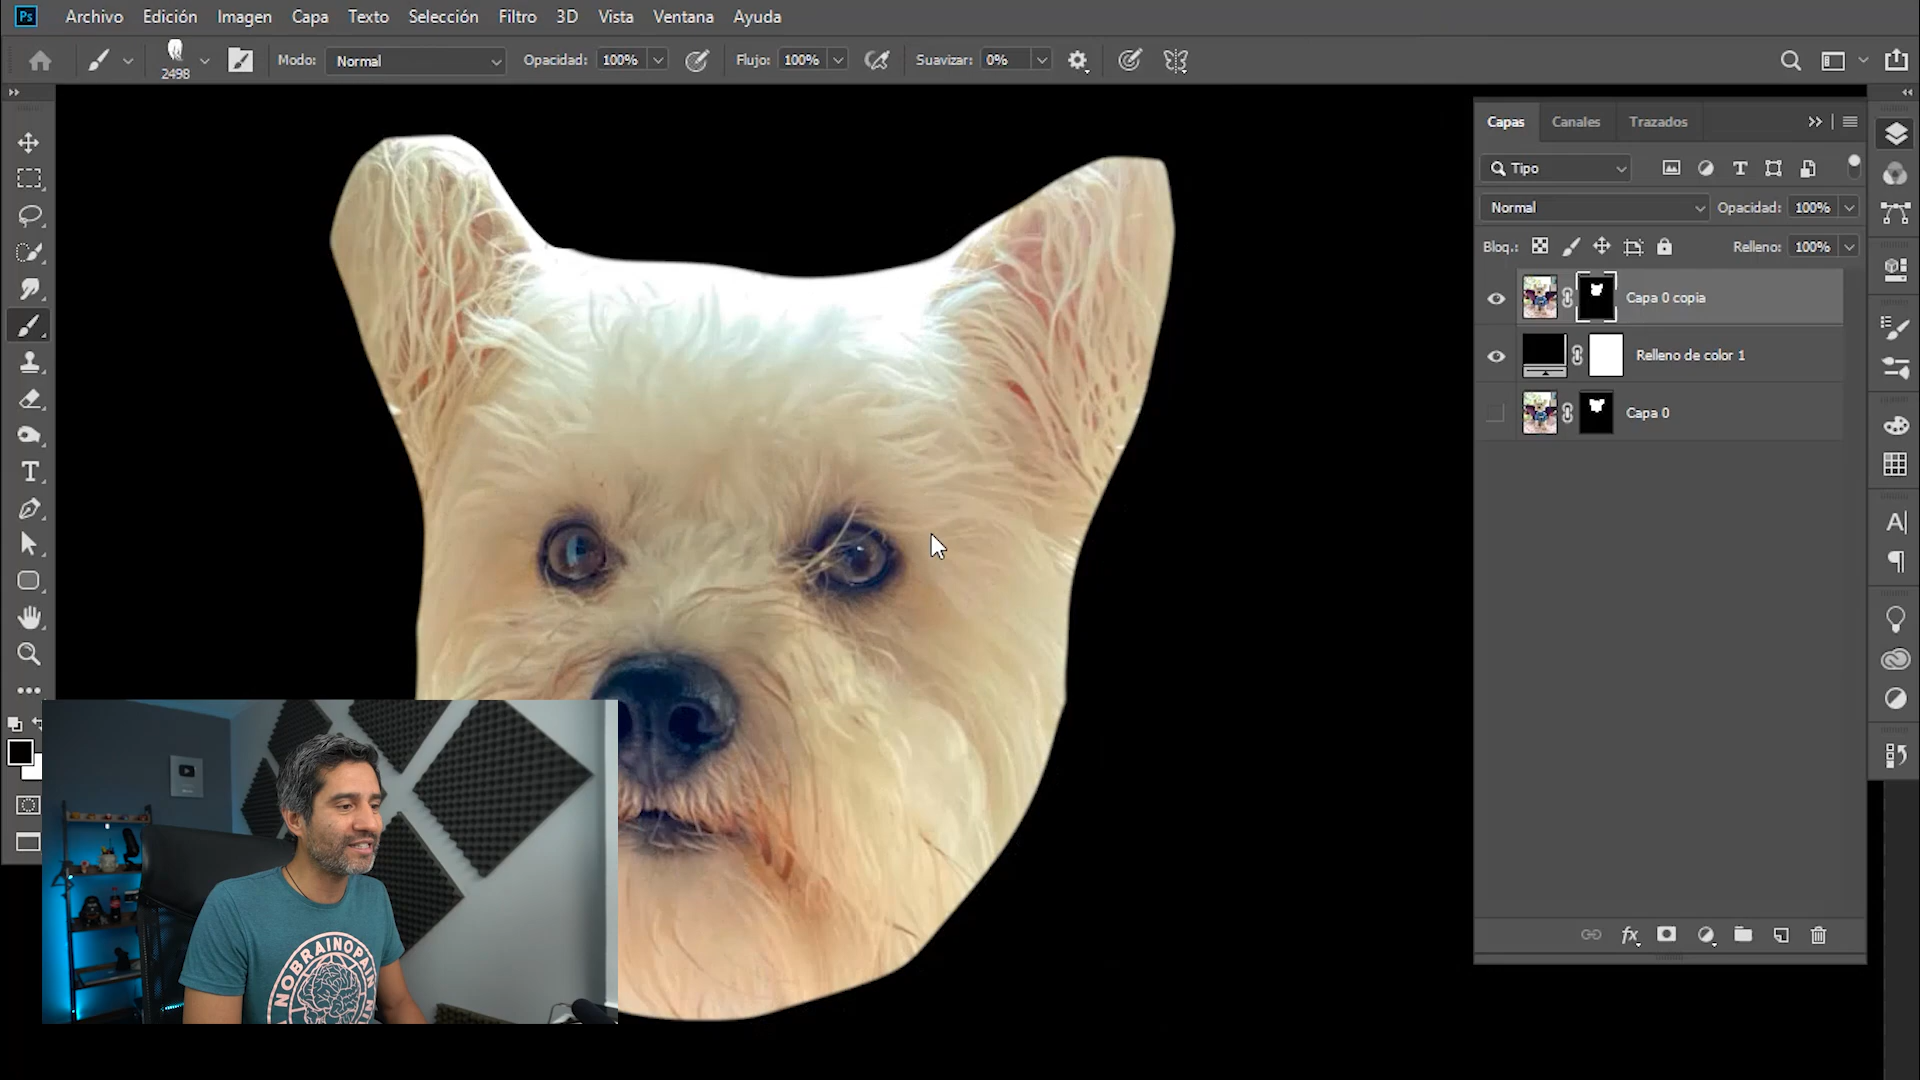 Ps Archivo Edición Imagen Capa Texto Selección Filtro 3D Vista Ventana Ayuda
2498 Modo: Normal Opacidad: 100% Flujo: 100% Suavizar: 0%
Capas Canales Trazados
Tipo
Normal Opacidad: 100%
Bloq.: Relleno: 100%
Capa 0 copia
Relleno de color 1
Capa 0
fx
NOBRAINOPAIN